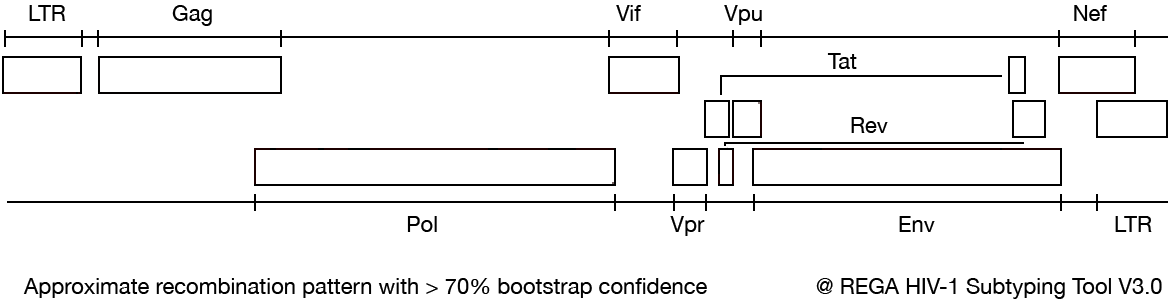 LTR Gag Vif Vpu Nef
Tat
Rev
Pol Vpr Env LTR
Approximate recombination pattern with > 70% bootstrap confidence
@ REGA HIV-1 Subtyping Tool V3.0